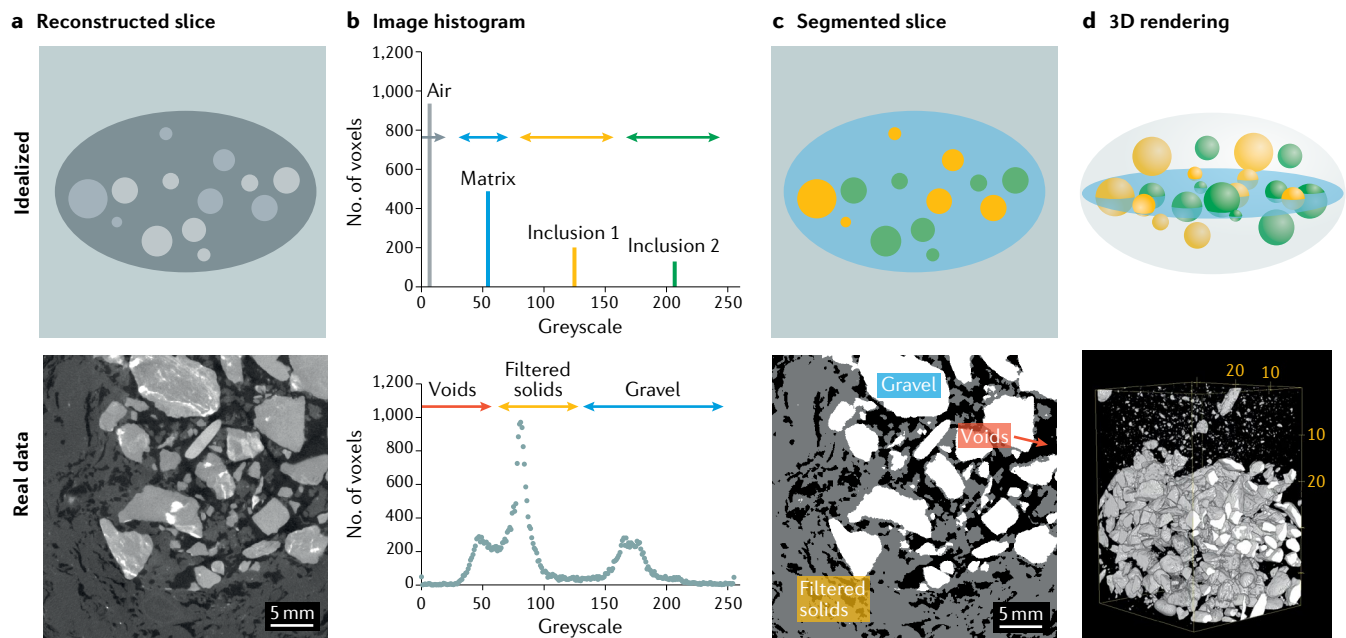 a Reconstructed slice
b Image histogram
c Segmented slice
d 3D rendering
Idealized
No. of voxels
1,200
1,000
800
600
400
200
0
Air
Matrix
Inclusion 1
Inclusion 2
0 50 100 150 200 250
Greyscale
Real data
5 mm
No. of voxels
1,200
1,000
800
600
400
200
0
Voids
Filtered
solids
Gravel
0 50 100 150 200 250
Greyscale
Gravel
Voids
Filtered
solids
5 mm
20 10
10
20